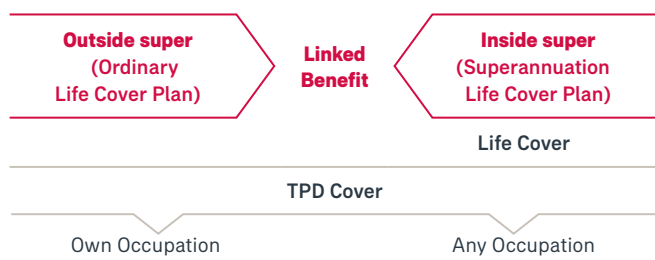 Outside super
(Ordinary
Life Cover Plan)
Linked
Benefit
Inside super
(Superannuation
Life Cover Plan)
Life Cover
TPD Cover
Own Occupation
Any Occupation